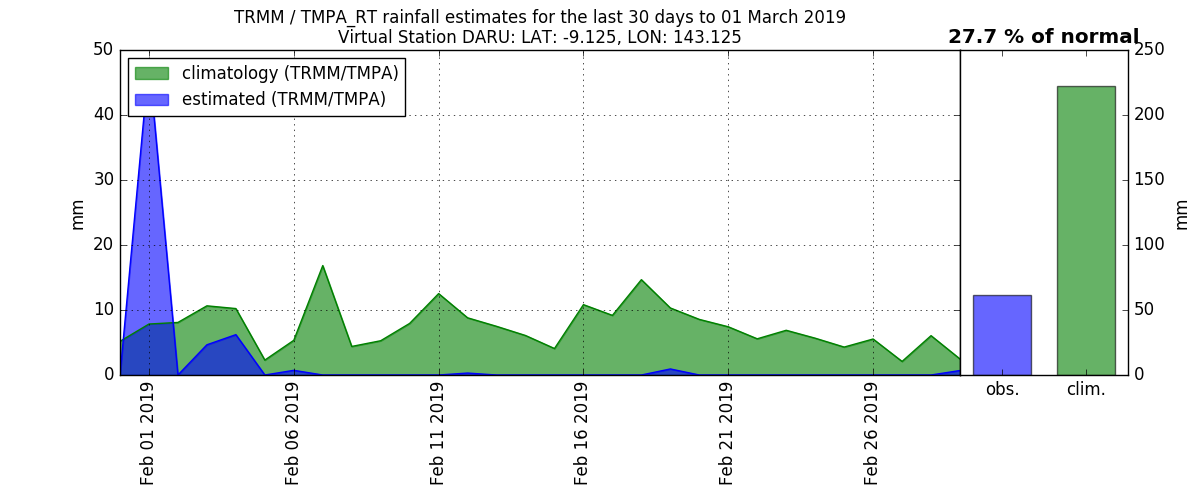 TRMM / TMPA_RT rainfall estimates for the last 30 days to 01 March 2019
Virtual Station DARU: LAT: -9.125, LON: 143.125
27.7 % of normal
climatology (TRMM/TMPA)
estimated (TRMM/TMPA)
50
40
30
20
10
0
mm
250
200
150
100
50
0
mm
obs.
clim.
Feb 01 2019
Feb 06 2019
Feb 11 2019
Feb 16 2019
Feb 21 2019
Feb 26 2019